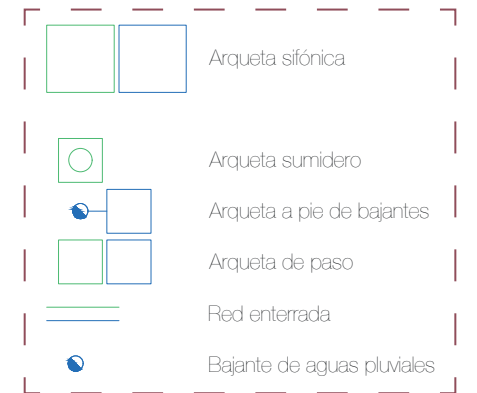 Arqueta sifónica
Arqueta sumidero
Arqueta a pie de bajantes
Arqueta de paso
Red enterrada
Bajante de aguas pluviales